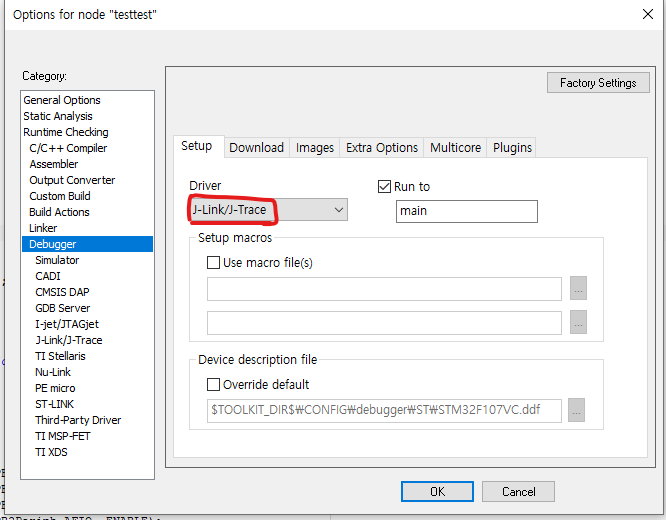 Options for node "testtest"
Category:
Factory Settings
General Options
Static Analysis
Runtime Checking
C/C++ Compiler
Assembler
Output Converter
Custom Build
Build Actions
Linker
Debugger
Simulator
CADI
CMSIS DAP
GDB Server
I-jet/JTAGjet
J-Link/J-Trace
TI Stellaris
Nu-Link
PE micro
ST-LINK
Third-Party Driver
TI MSP-FET
TI XDS
Setup Download Images Extra Options Multicore Plugins
Driver
J-Link/J-Trace
Run to
main
Setup macros
Use macro file(s)
...
...
Device description file
Override default
$TOOLKIT_DIR$₩CONFIG₩debugger₩ST₩STM32F107VC.ddf
...
OK Cancel